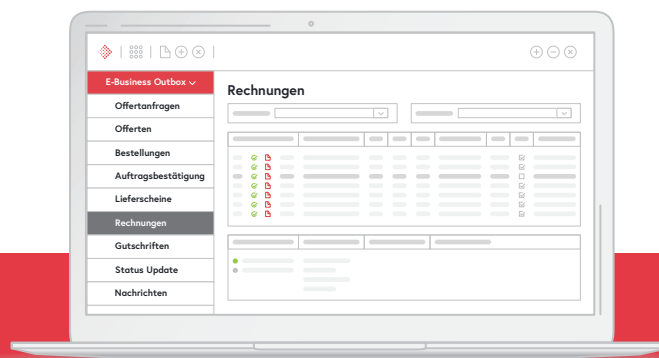 E-Business Outbox
Rechnungen
Offertanfragen
Offerten
Bestellungen
Auftragsbestätigung
Lieferscheine
Rechnungen
Gutschriften
Status Update
Nachrichten